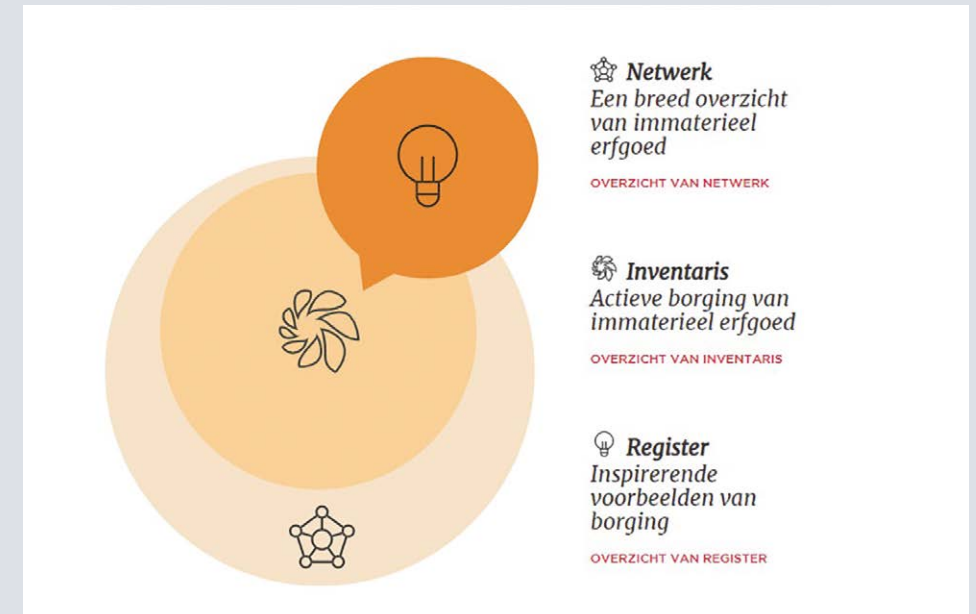 Netwerk
Een breed overzicht
van immaterieel
erfgoed
OVERZICHT VAN NETWERK
Inventaris
Actieve borging van
immaterieel erfgoed
OVERZICHT VAN INVENTARIS
Register
Inspirerende
voorbeelden van
borging
OVERZICHT VAN REGISTER